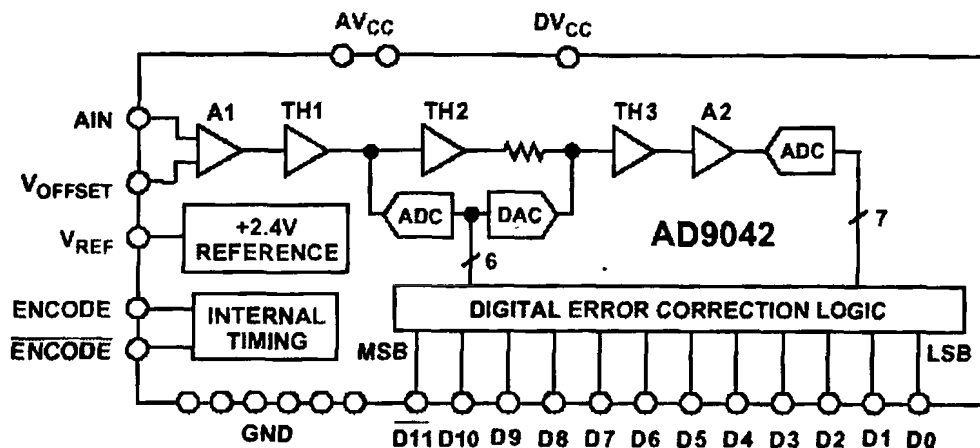 AVCC DVCC
AIN A1 TH1 TH2 TH3 A2 ADC
VOFFSET
ADC DAC
VREF
+2.4V
REFERENCE
AD9042
6
7
ENCODE
ENCODE
INTERNAL
TIMING
DIGITAL ERROR CORRECTION LOGIC
MSB LSB
GND
D11 D10 D9 D8 D7 D6 D5 D4 D3 D2 D1 D0